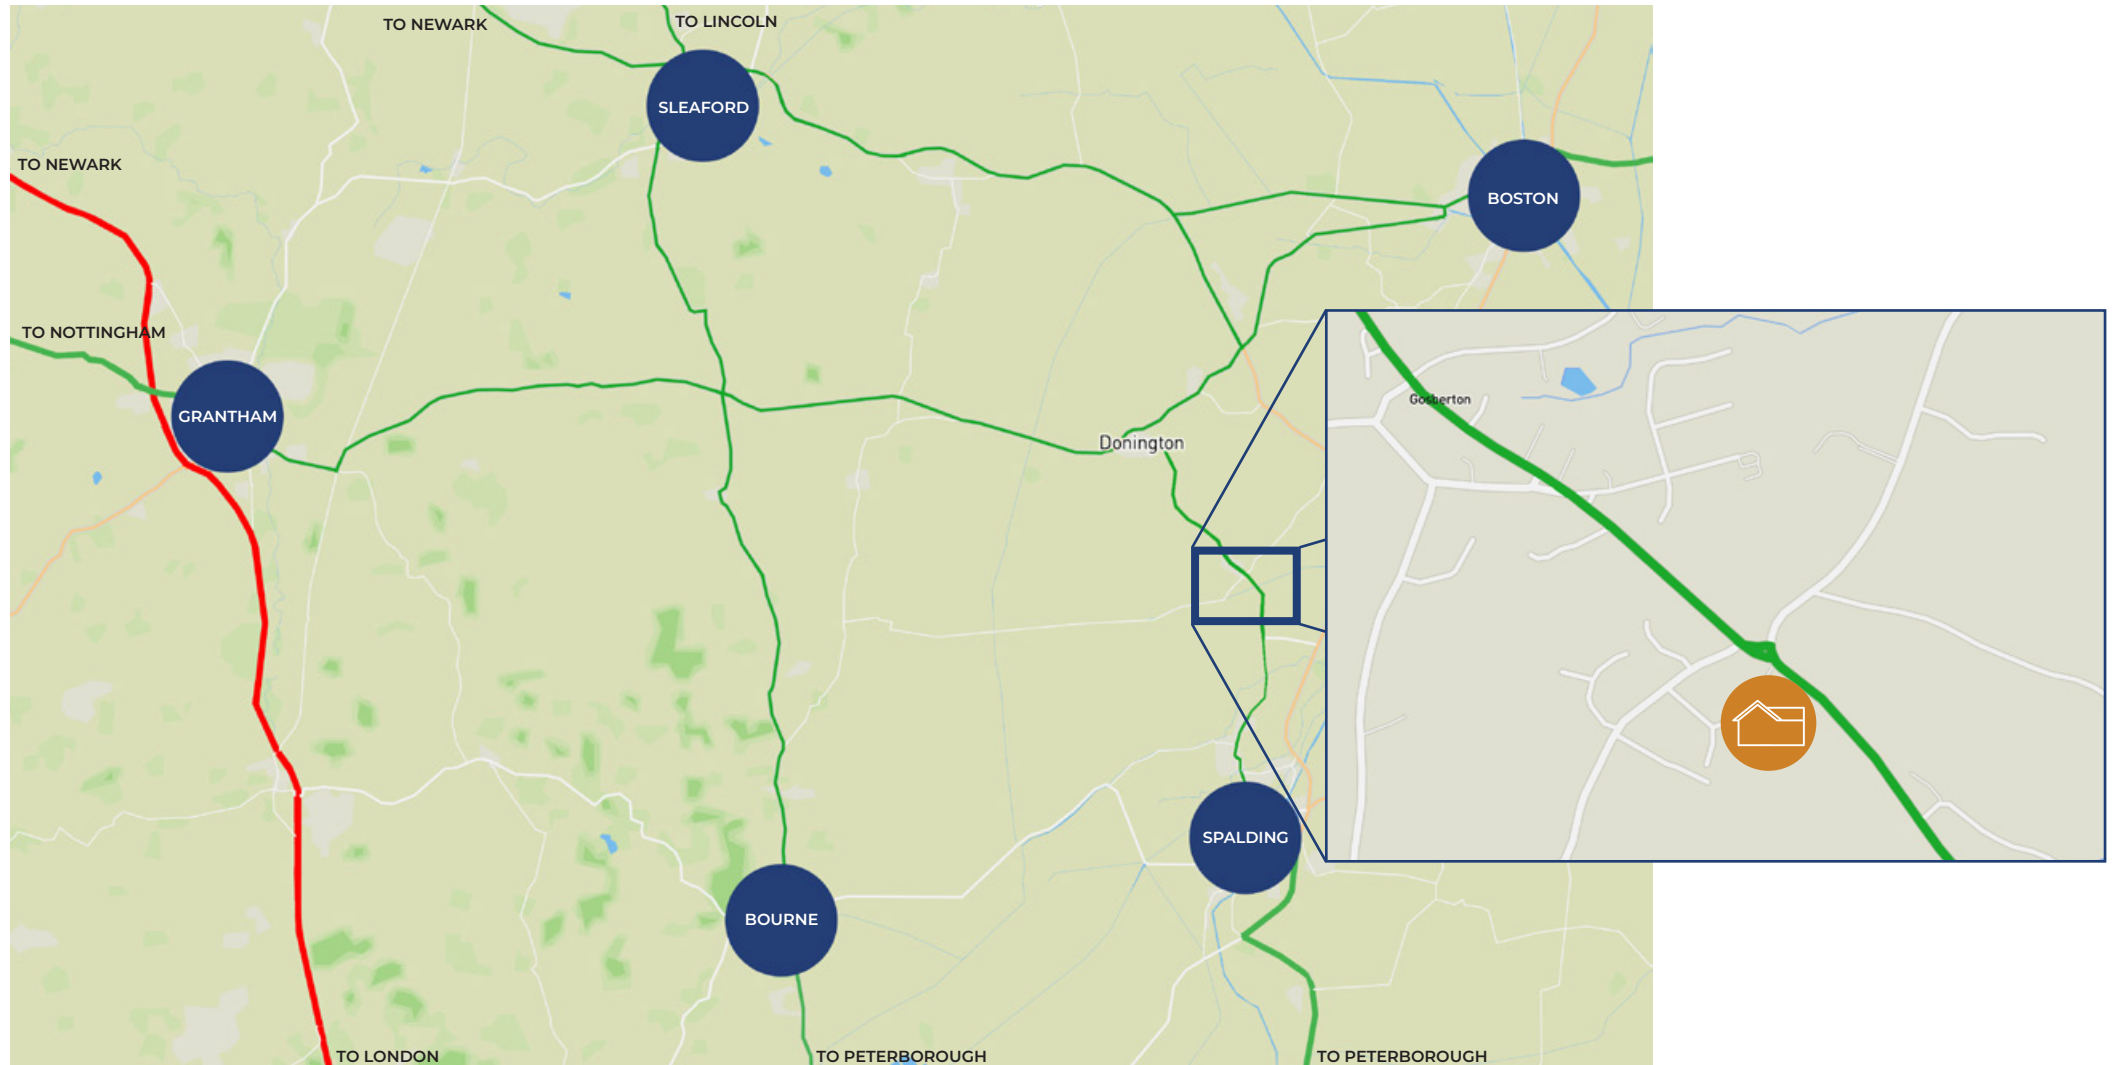 TO NEWARK
TO LINCOLN
SLEAFORD
TO NEWARK
BOSTON
TO NOTTINGHAM
GRANTHAM
Gosberton
Donington
SPALDING
BOURNE
TO LONDON
TO PETERBOROUGH
TO PETERBOROUGH